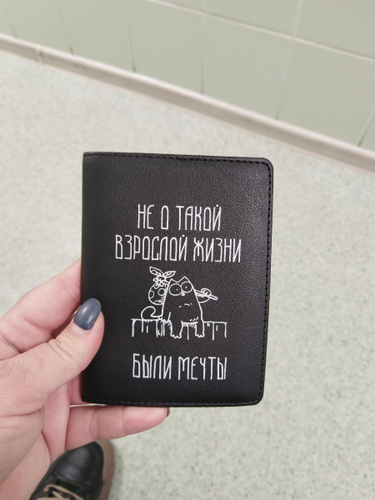 НЕ О ТАКОЙ
ВЗРОСЛОЙ ЖИЗНИ
БЫЛИ МЕЧТЫ